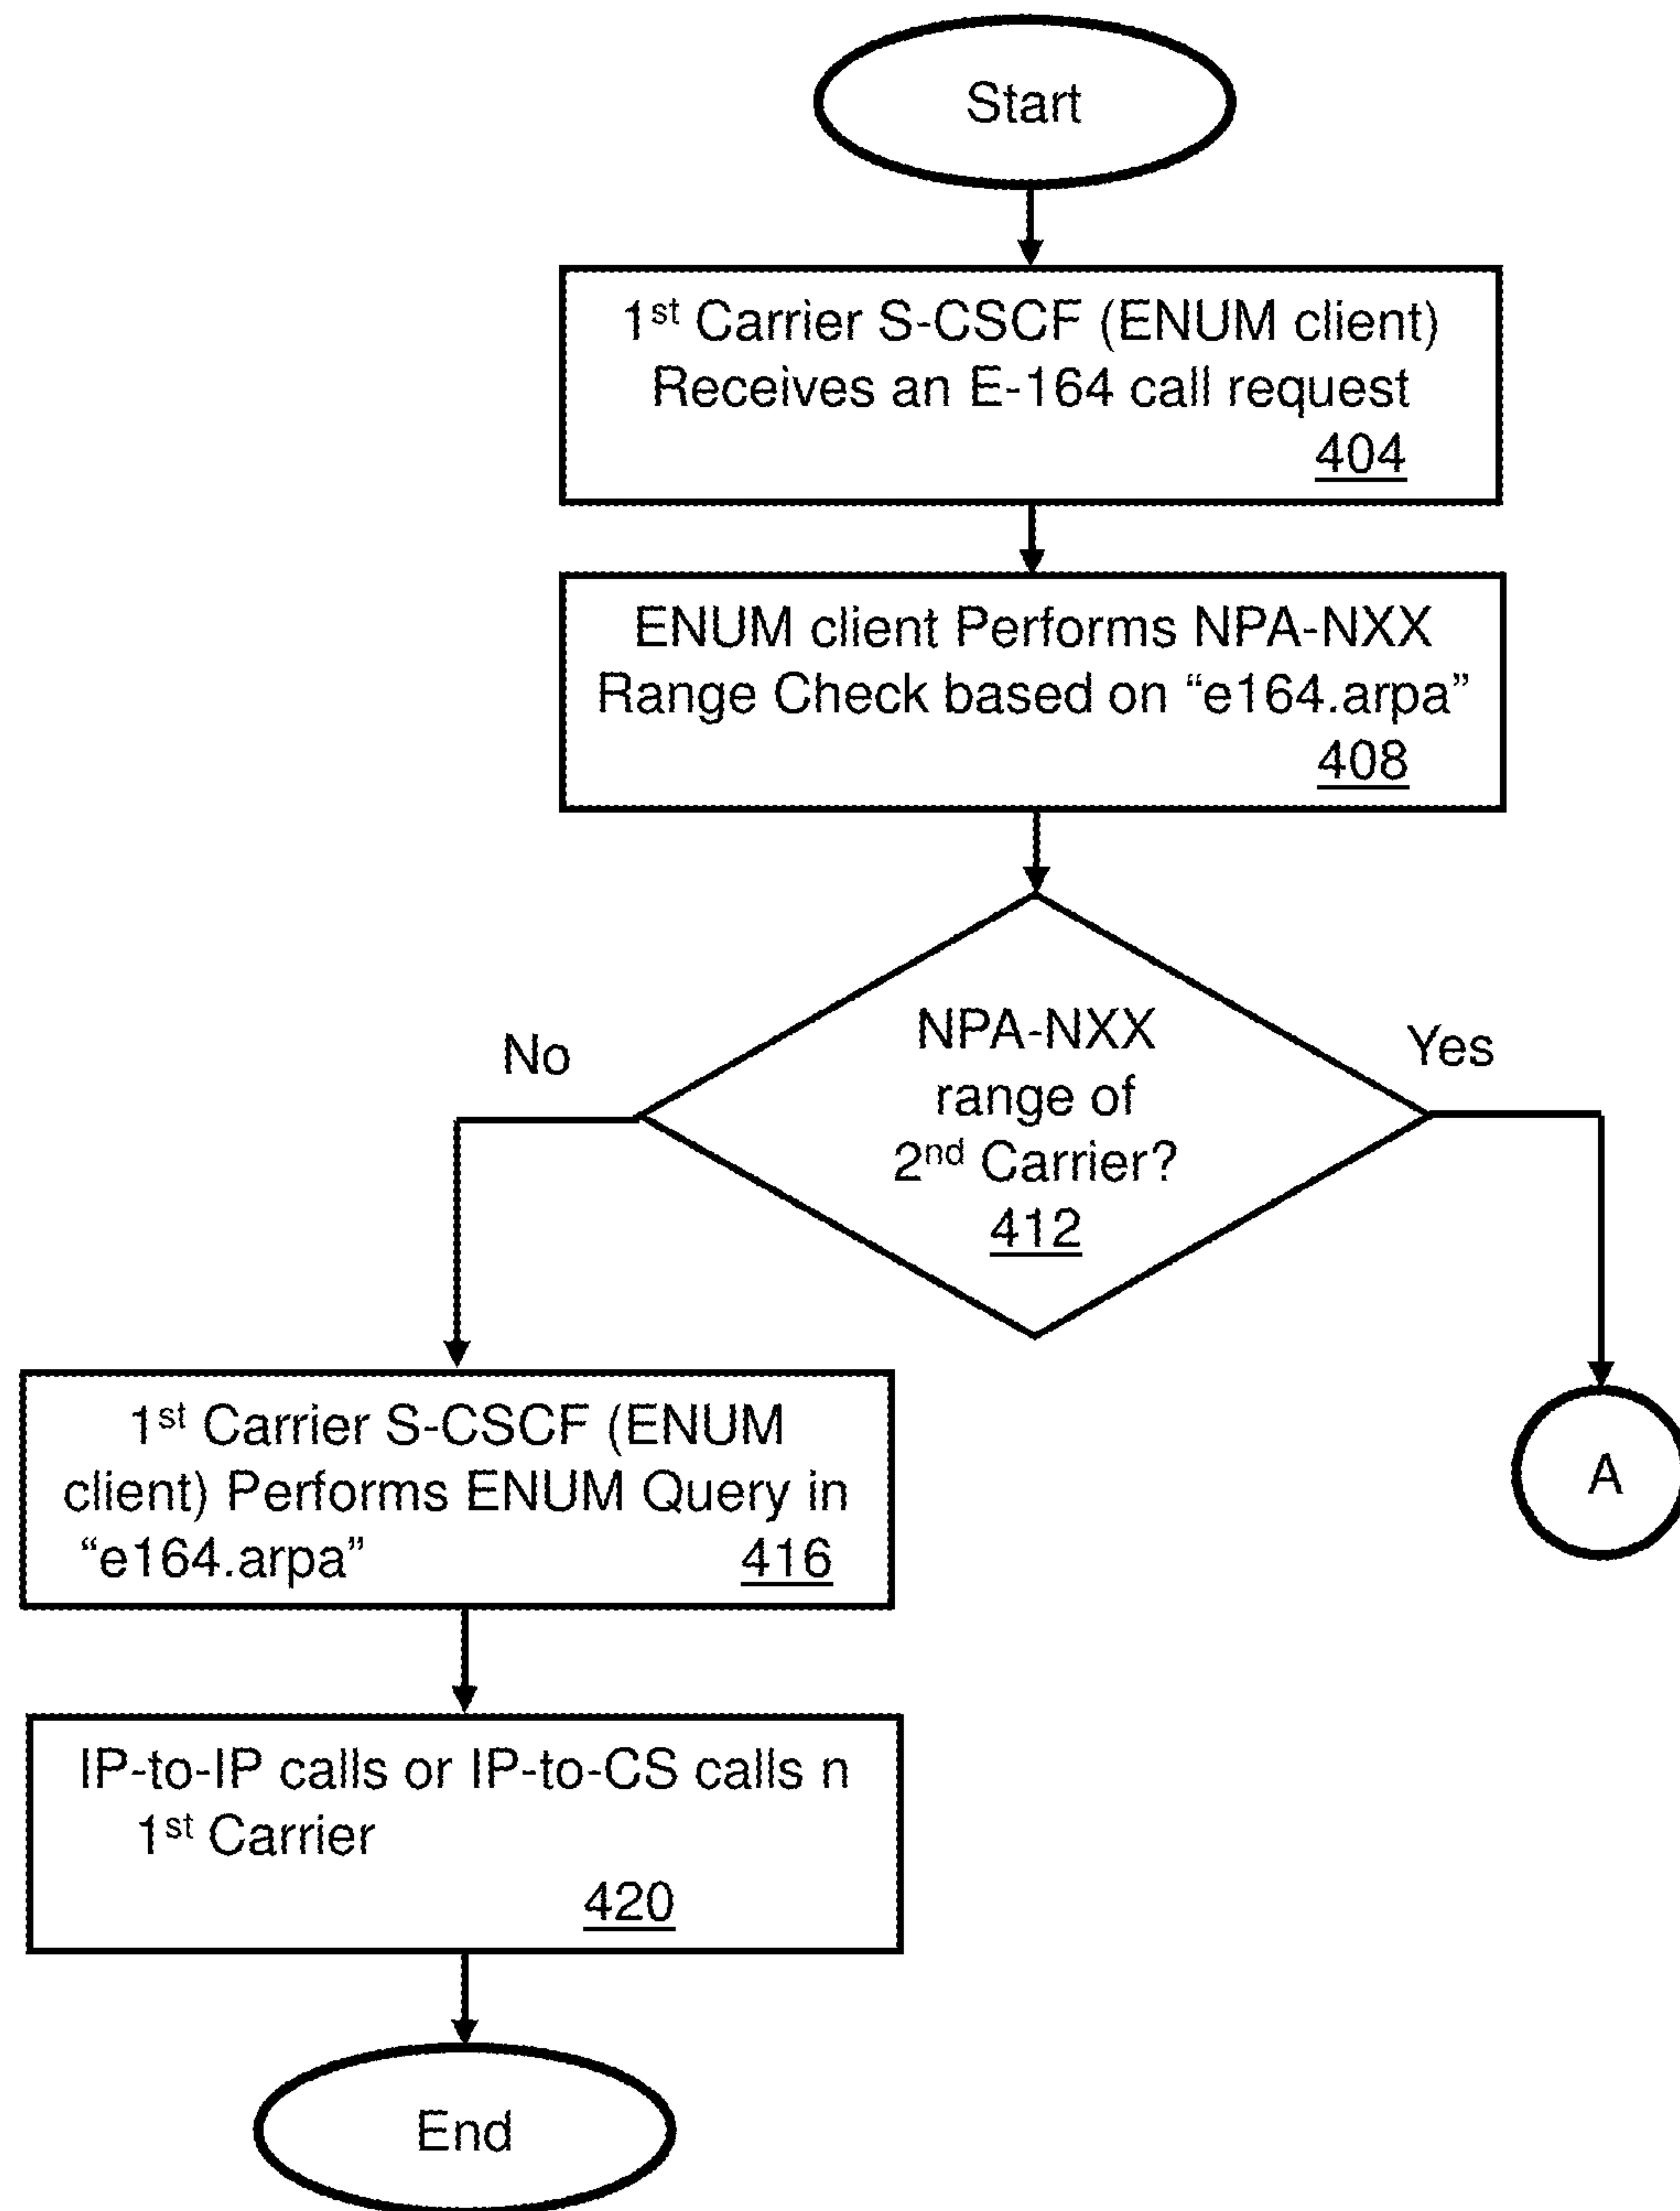 Start
1st Carrier S-CSCF (ENUM client)
Receives an E-164 call request
404
ENUM client Performs NPA-NXX
Range Check based on “e164.arpa”
408
NPA-NXX
range of
2nd Carrier?
412
No
Yes
1st Carrier S-CSCF (ENUM
client) Performs ENUM Query in
“e164.arpa” 416
A
IP-to-IP calls or IP-to-CS calls n
1st Carrier
420
End